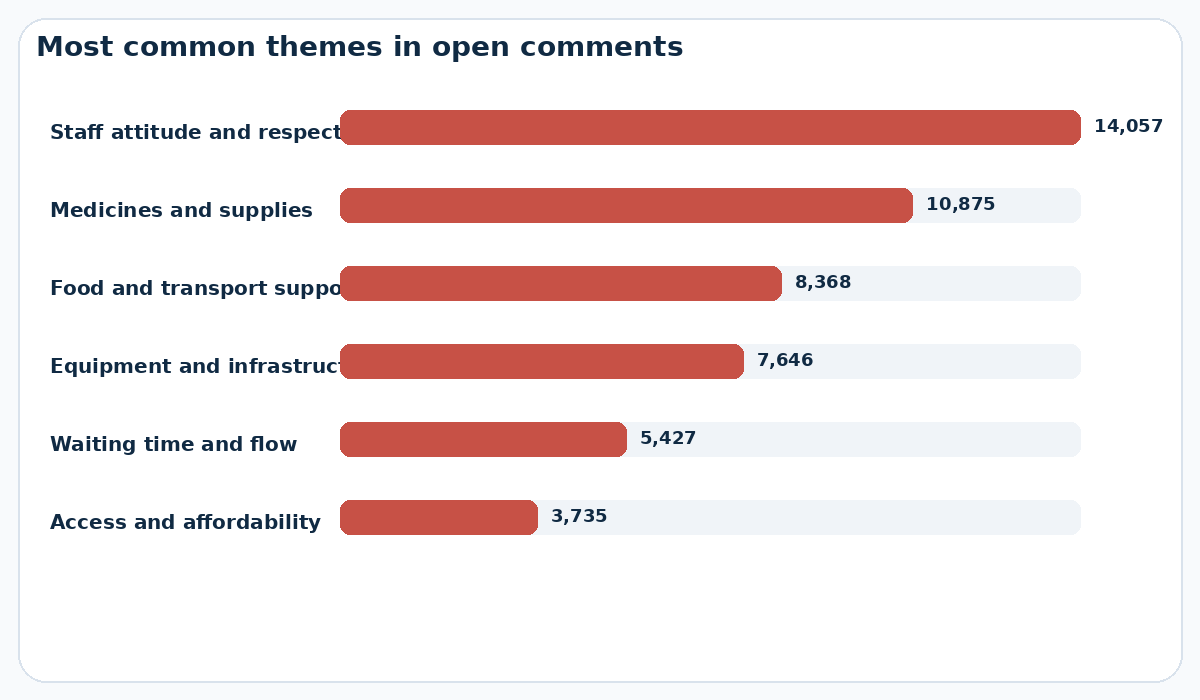 Most common themes in open comments
Staff attitude and respect 14,057
Medicines and supplies 10,875
Food and transport suppo 8,368
Equipment and infrastruc 7,646
Waiting time and flow 5,427
Access and affordability 3,735